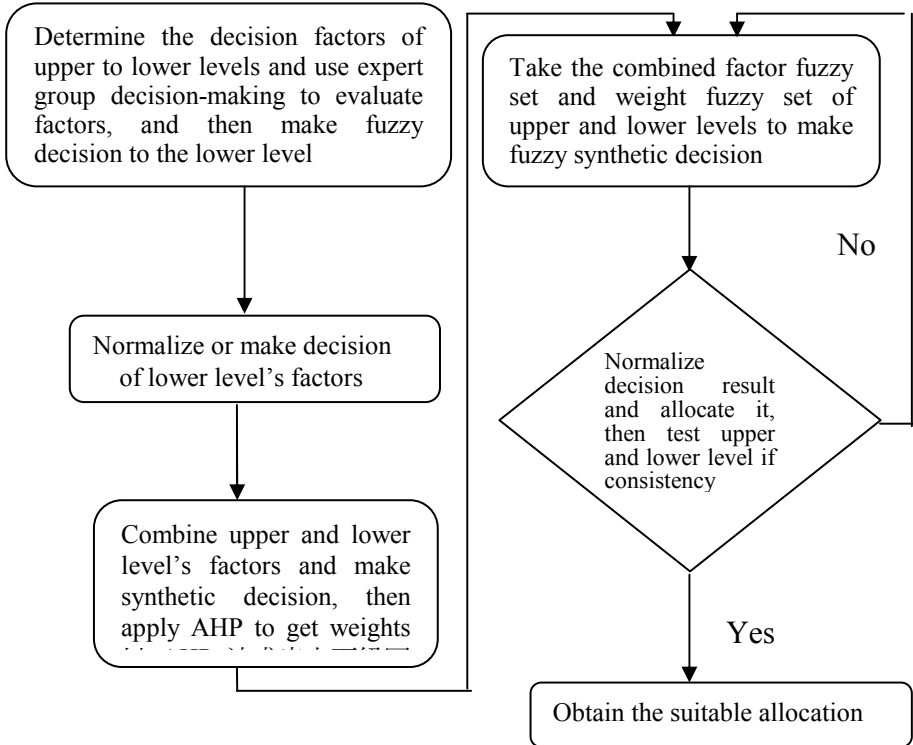 Determine the decision factors of
upper to lower levels and use expert
group decision-making to evaluate
factors, and then make fuzzy
decision to the lower level
Normalize or make decision
of lower level’s factors
Combine upper and lower
level’s factors and make
synthetic decision, then
apply AHP to get weights
Take the combined factor fuzzy
set and weight fuzzy set of
upper and lower levels to make
fuzzy synthetic decision
No
Normalize
decision result
and allocate it,
then test upper
and lower level if
consistency
Yes
Obtain the suitable allocation